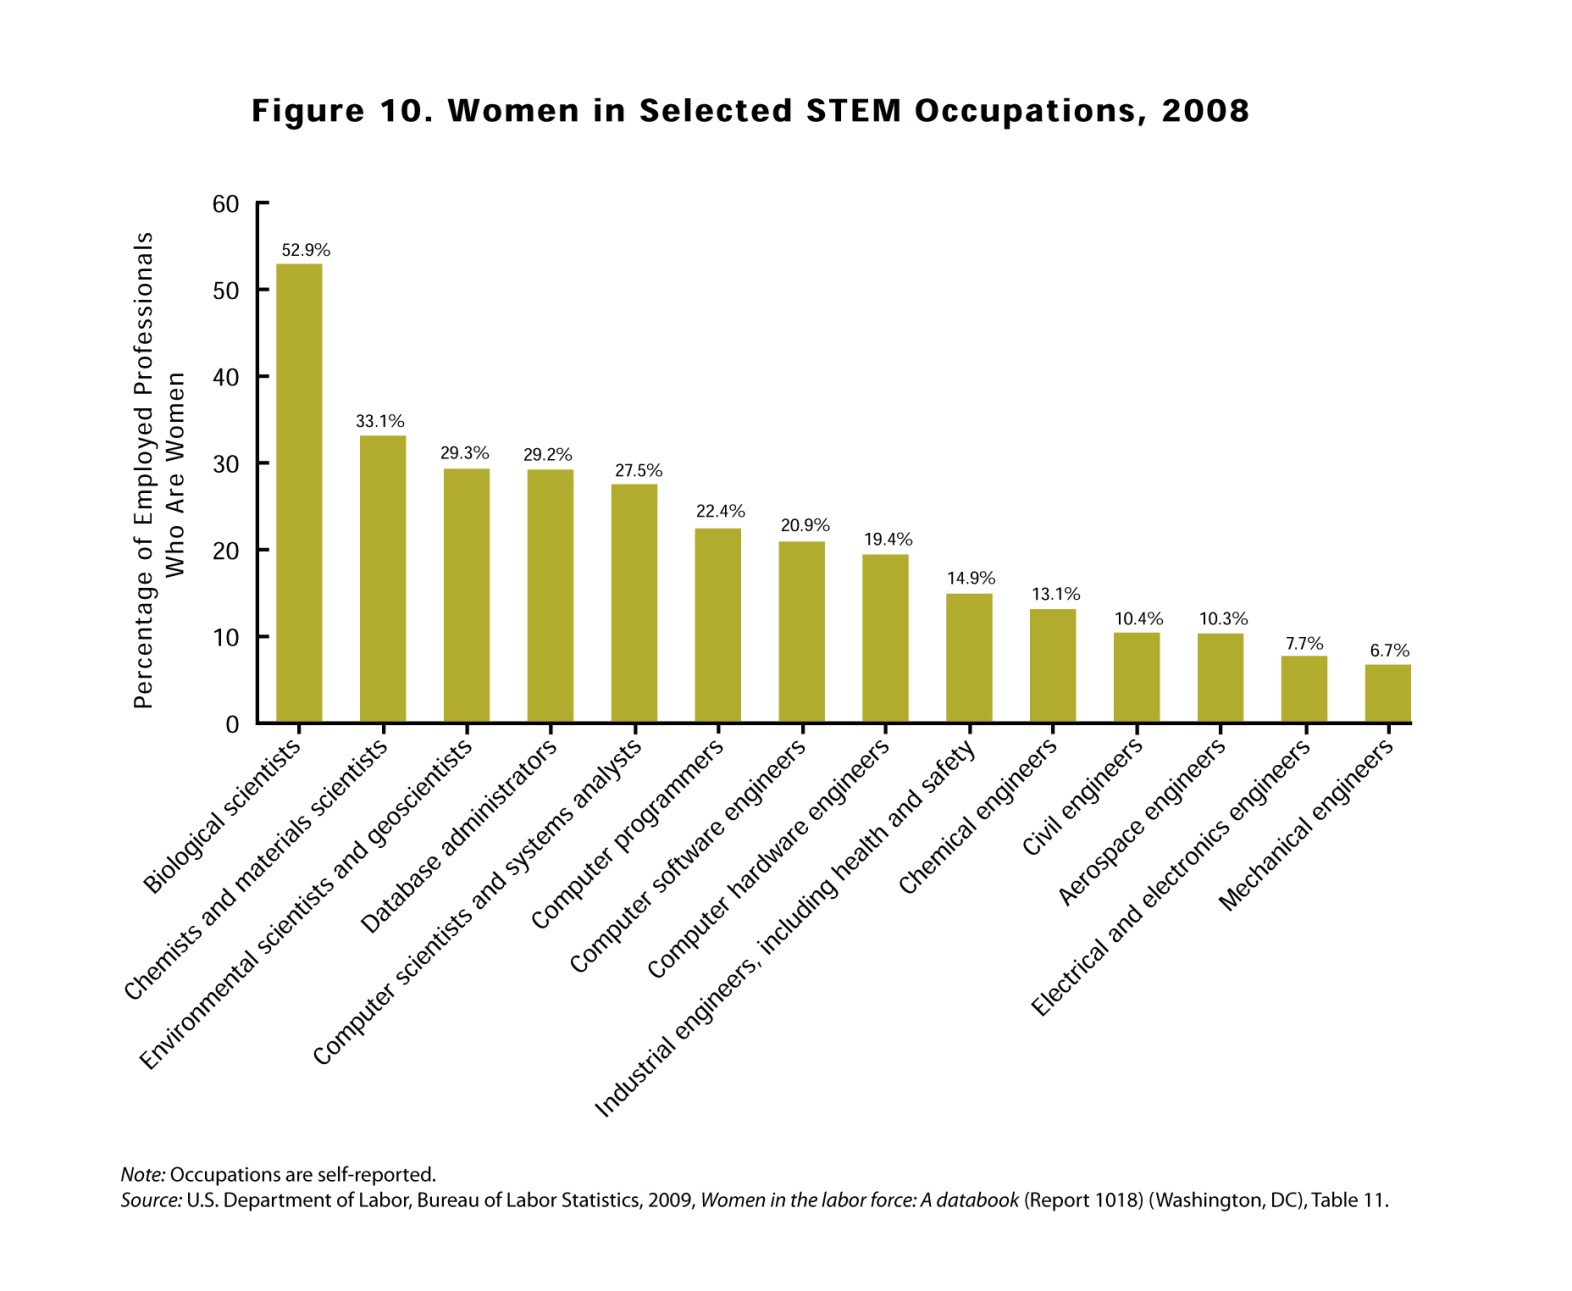 Figure 10. Women in Selected STEM Occupations, 2008
Percentage of Employed Professionals
Who Are Women
60
50
40
30
20
10
0
52.9%
33.1%
29.3%
29.2%
27.5%
22.4%
20.9%
19.4%
14.9%
13.1%
10.4%
10.3%
7.7%
6.7%
Biological scientists
Chemists and materials scientists
Environmental scientists and geoscientists
Database administrators
Computer scientists and systems analysts
Computer programmers
Computer software engineers
Computer hardware engineers
Industrial engineers, including health and safety
Chemical engineers
Civil engineers
Aerospace engineers
Electrical and electronics engineers
Mechanical engineers
Note: Occupations are self-reported.
Source: U.S. Department of Labor, Bureau of Labor Statistics, 2009, Women in the labor force: A databook (Report 1018) (Washington, DC), Table 11.